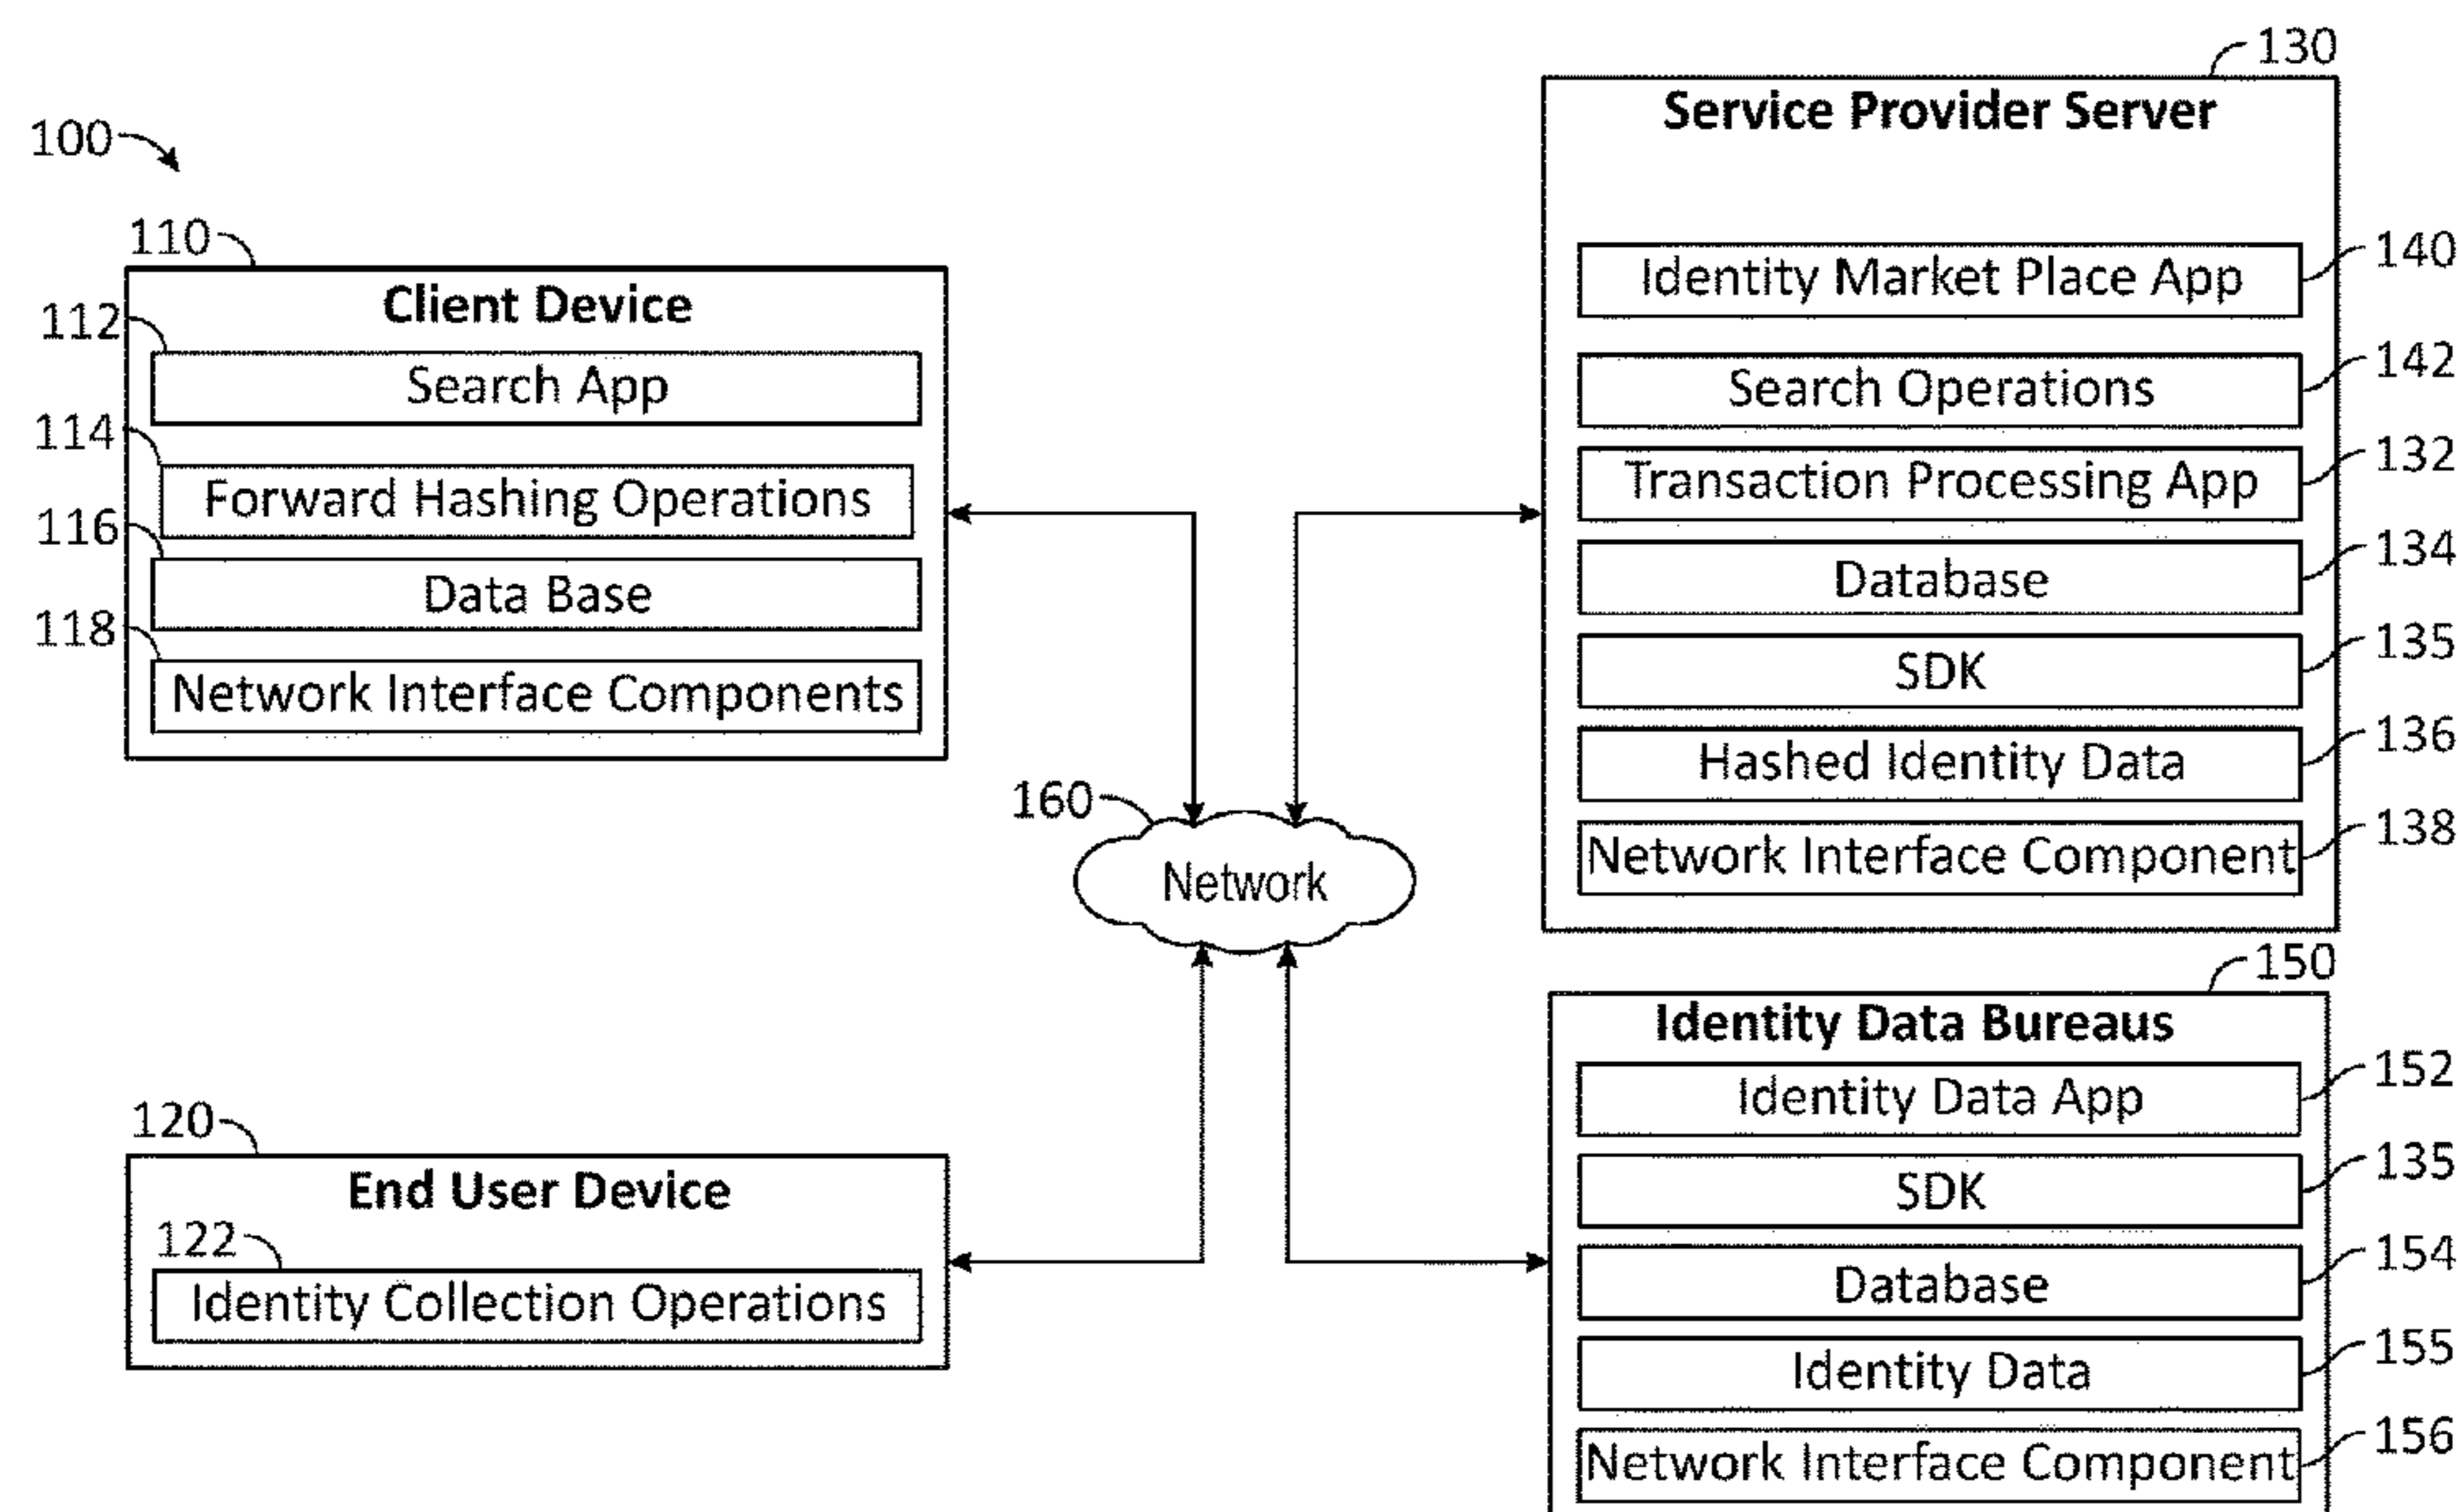 100
110
Client Device
112
Search App
114
Forward Hashing Operations
116
Data Base
118
Network Interface Components
130
Service Provider Server
Identity Market Place App
140
Search Operations
142
Transaction Processing App
132
Database
134
SDK
135
Hashed Identity Data
136
Network Interface Component
138
160
Network
120
End User Device
122
Identity Collection Operations
150
Identity Data Bureaus
Identity Data App
152
SDK
135
Database
154
Identity Data
155
Network Interface Component
156